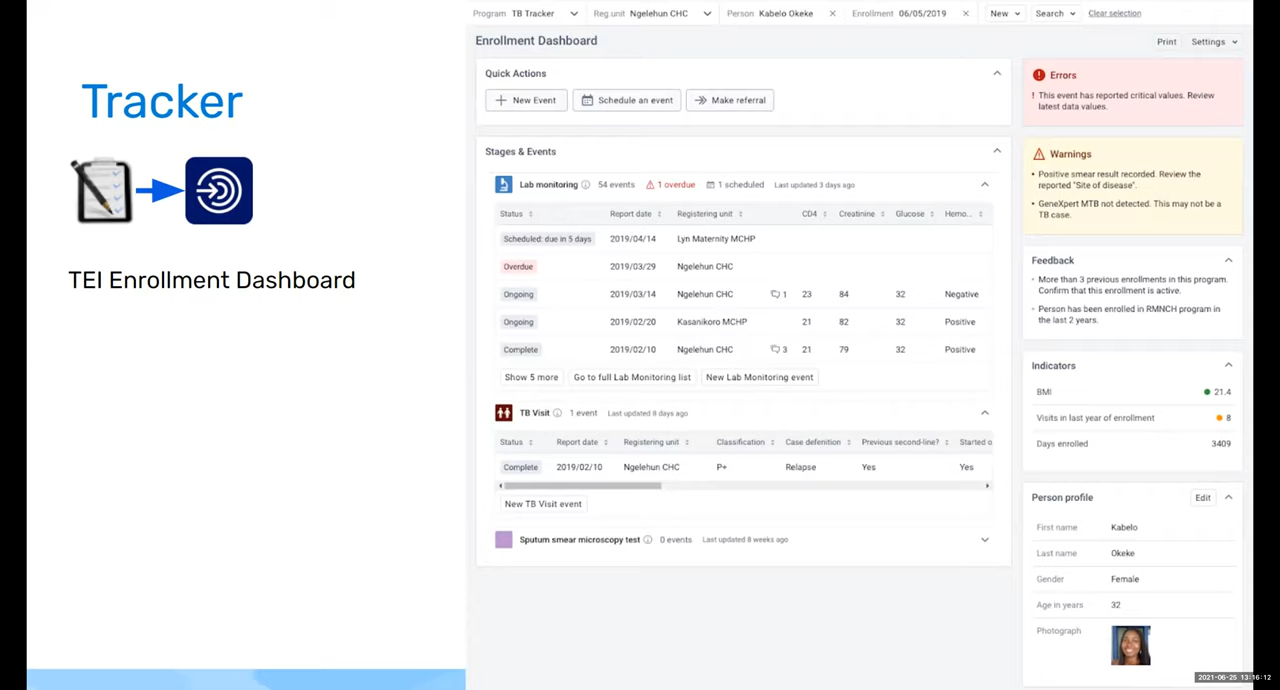 Tracker
TEI Enrollment Dashboard
Program TB Tracker Reg.unit Ngelehun CHC Person Kabelo Okeke Enrollment 06/05/2019 New Search Clear selection
Enrollment Dashboard
Print Settings
Quick Actions
New Event Schedule an event Make referral
Stages & Events
Lab monitoring 54 events 1 overdue 1 scheduled Last updated 3 days ago
Status Report date Registering unit CD4 Creatinine Glucose Hemo...
Scheduled: due in 5 days 2019/04/14 Lyn Maternity MCHP
Overdue 2019/03/29 Ngelehun CHC
Ongoing 2019/03/14 Ngelehun CHC 1 23 84 32 Negative
Ongoing 2019/02/20 Kasanikoro MCHP 21 82 32 Positive
Complete 2019/02/10 Ngelehun CHC 3 21 79 32 Positive
Show 5 more Go to full Lab Monitoring list New Lab Monitoring event
TB Visit 1 event Last updated 8 days ago
Status Report date Registering unit Classification Case defenition Previous second-line? Started o
Complete 2019/02/10 Ngelehun CHC P+ Relapse Yes Yes
New TB Visit event
Sputum smear microscopy test 0 events Last updated 8 weeks ago
Errors
! This event has reported critical values. Review
latest data values.
Warnings
• Positive smear result recorded. Review the
reported "Site of disease".
• GeneXpert MTB not detected. This may not be a
TB case.
Feedback
• More than 3 previous enrollments in this program.
Confirm that this enrollment is active.
• Person has been enrolled in RMNCH program in
the last 2 years.
Indicators
BMI 21.4
Visits in last year of enrollment 8
Days enrolled 3409
Person profile Edit
First name Kabelo
Last name Okeke
Gender Female
Age in years 32
Photograph
2021-06-25 13:16:12